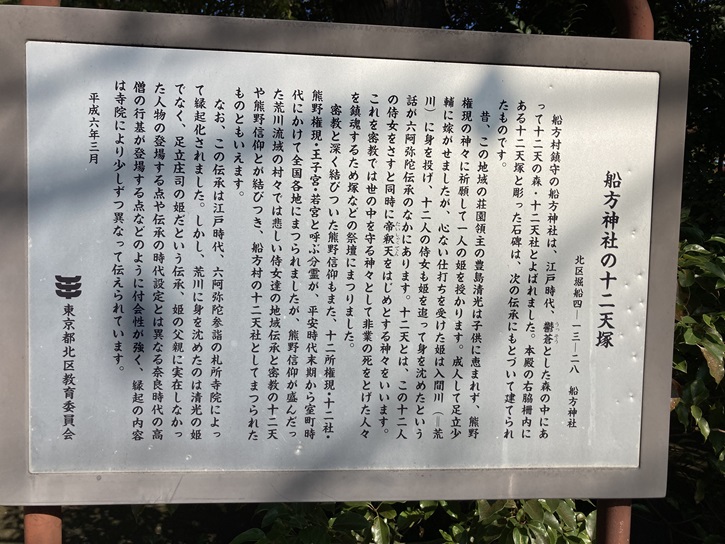 船方神社の十二天塚
北区堀船四―一三―二八　船方神社
船方村鎮守の船方神社は、江戸時代、鬱蒼とした森の中にあ
って十二天の森・十二天社とよばれました。本殿の右脇柵内に
ある十二天塚と彫った石碑は、次の伝承にもとづいて建てられ
たものです。
昔、この地域の荘園領主の豊島清光は子供に恵まれず、熊野
権現の神々に祈願して一人の姫を授かります。成人して足立少
輔に嫁がせましたが、心ない仕打ちを受けた姫は入間川（＝荒
川）に身を投げ、十二人の侍女も姫を追って身を沈めたという
話が六阿弥陀伝承のなかにあります。十二天とは、この十二人
の侍女をさすと同時に帝釈天をはじめとする神々をいいます。
これを密教では世の中を守る神々として非業の死をとげた人々
を鎮魂するため塚などの祭壇にまつりました。
密教と深く結びついた熊野信仰もまた、十二所権現・十二社・
熊野権現・王子宮・若宮と呼ぶ分霊が、平安時代末期から室町時
代にかけて全国各地にまつられましたが、熊野信仰が盛んだっ
た荒川流域の村々では悲しい侍女達の地域伝承と密教の十二天
や熊野信仰とが結びつき、船方村の十二天社としてまつられた
ものともいえます。
なお、この伝承は江戸時代、六阿弥陀参詣の札所寺院によっ
て縁起化されました。しかし、荒川に身を沈めたのは清光の姫
でなく、足立庄司の姫だという伝承、姫の父親に実在しなかっ
た人物の登場する点や伝承の時代設定とは異なる奈良時代の高
僧の行基が登場する点などのように付会性が強く、縁起の内容
は寺院により少しずつ異なって伝えられています。
平成六年三月
東京都北区教育委員会